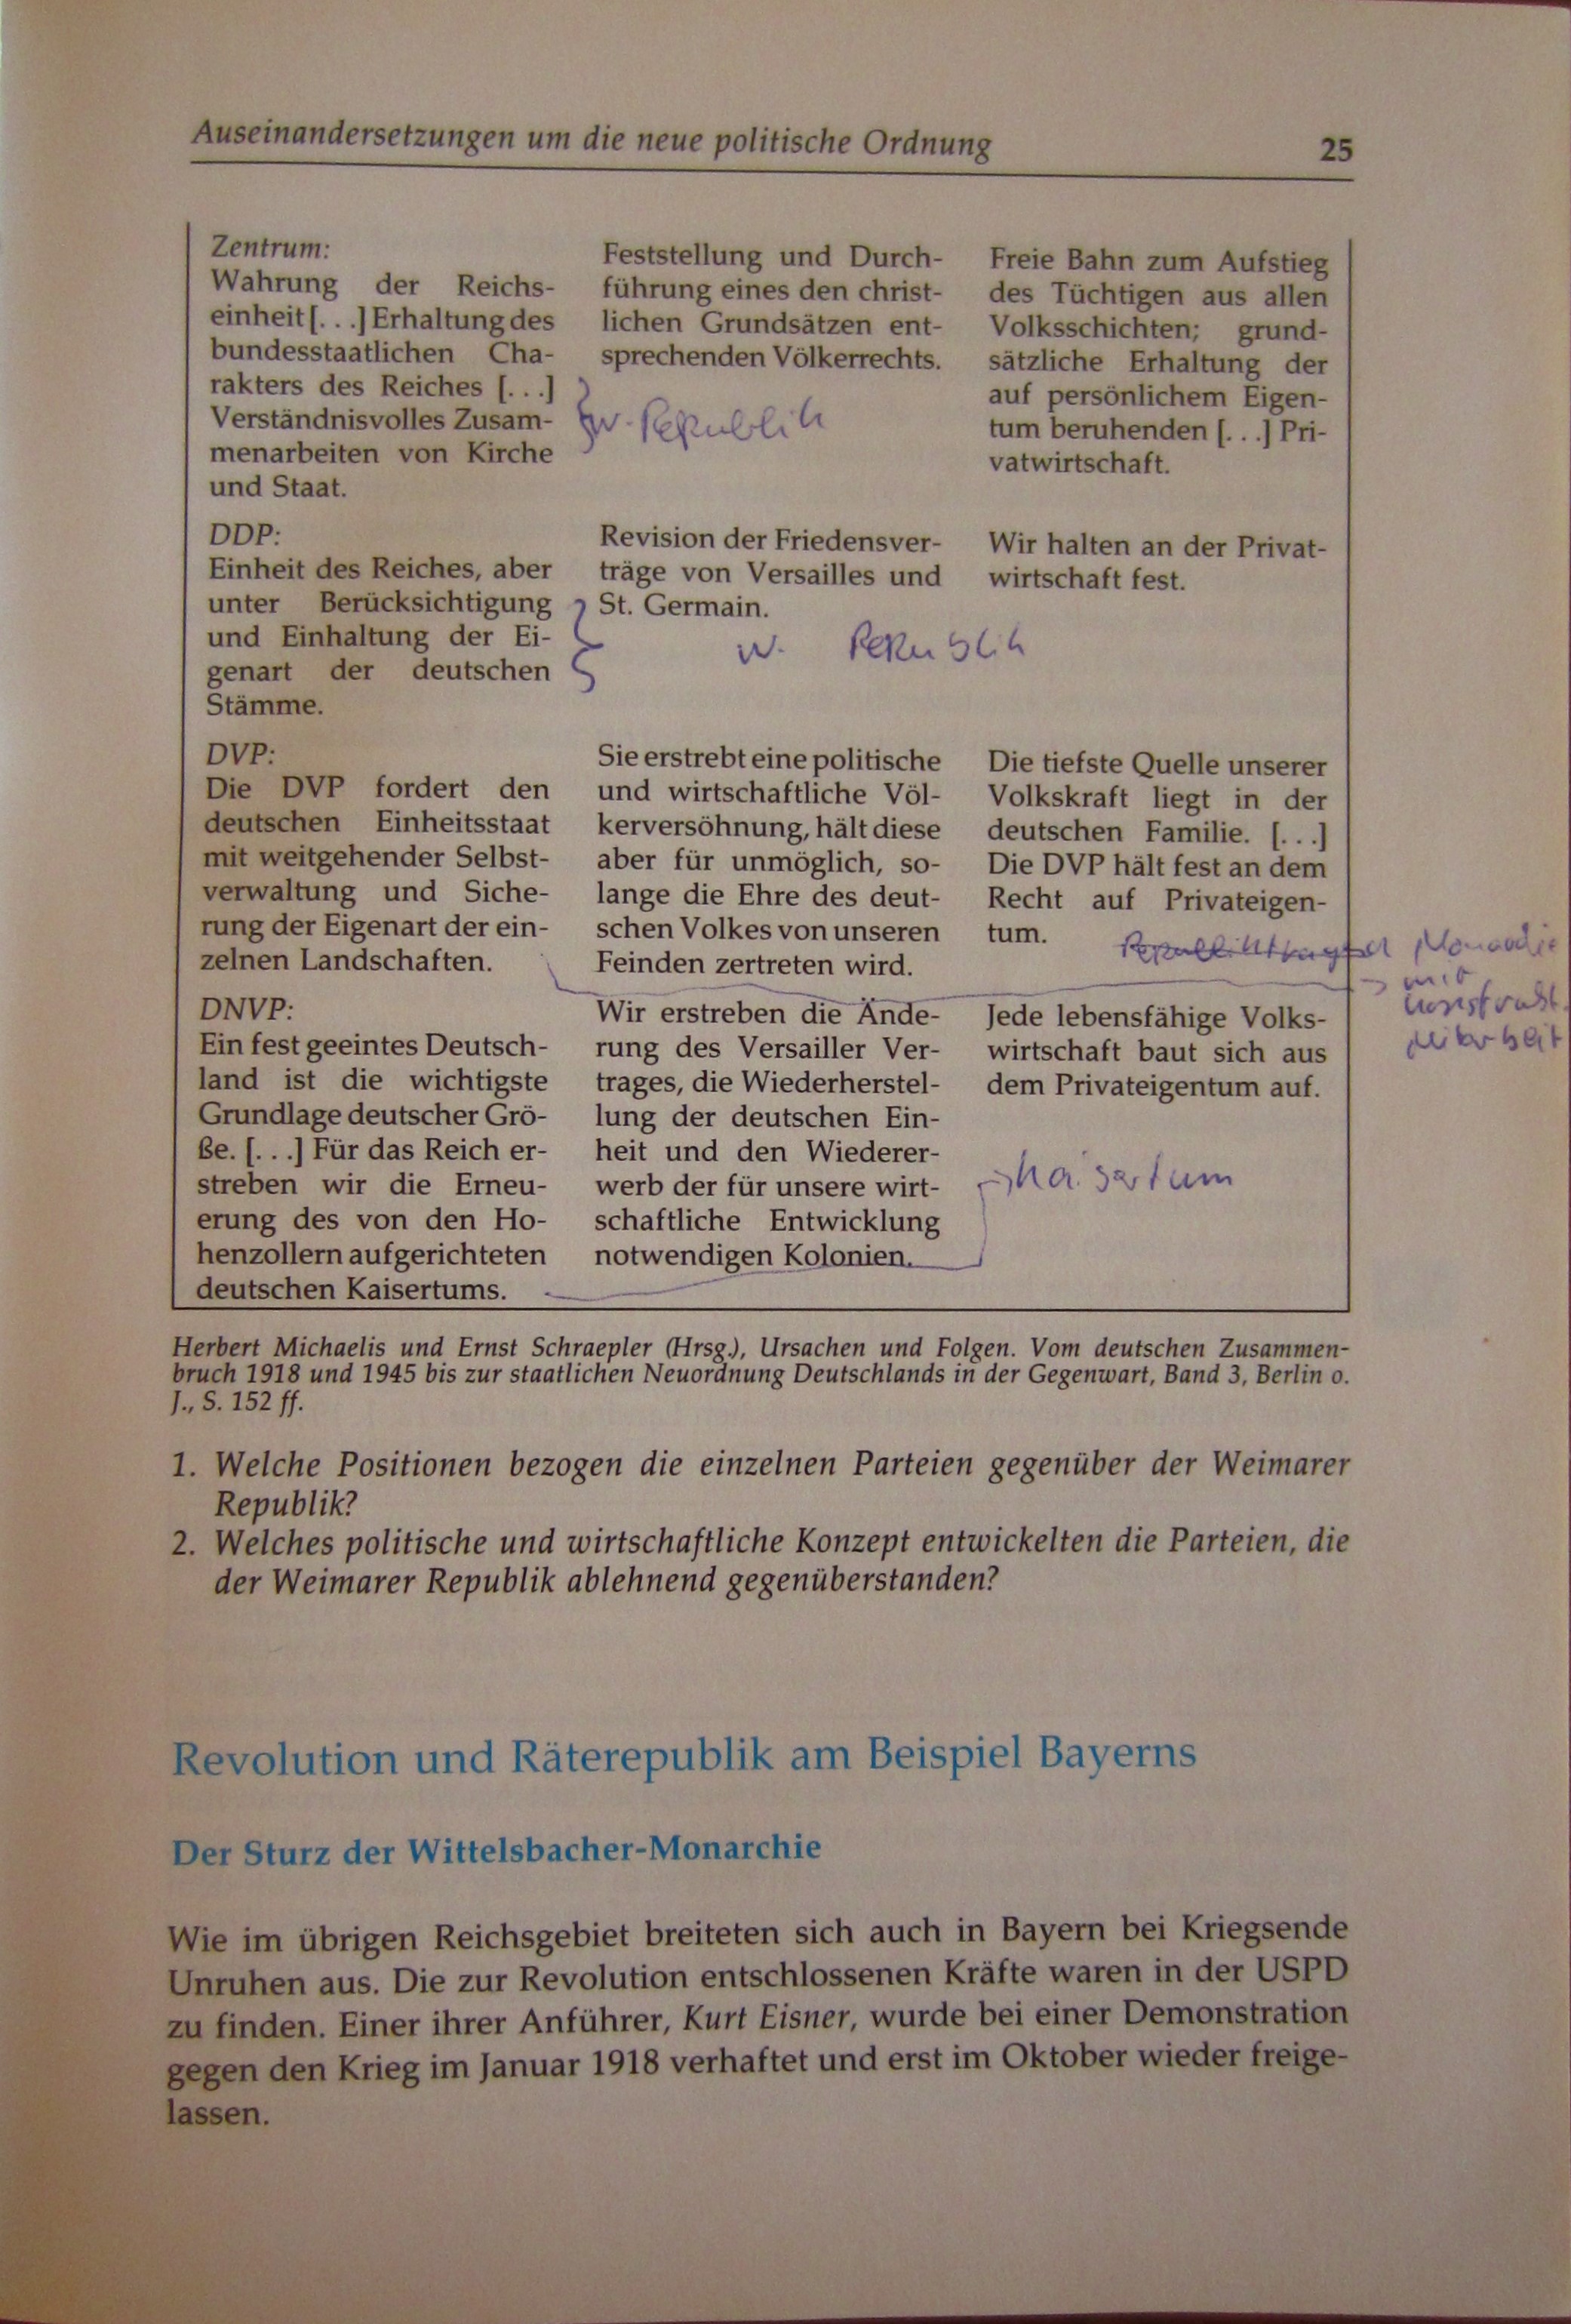 Auseinandersetzungen um die neue politische Ordnung 25
Zentrum:
Wahrung der Reichs-
einheit [. . .] Erhaltung des
bundesstaatlichen Cha-
rakters des Reiches [. . .]
Verständnisvolles Zusam-
menarbeiten von Kirche
und Staat.
Feststellung und Durch-
führung eines den christ-
lichen Grundsätzen ent-
sprechenden Völkerrechts.
W. Republik
Freie Bahn zum Aufstieg
des Tüchtigen aus allen
Volksschichten; grund-
sätzliche Erhaltung der
auf persönlichem Eigen-
tum beruhenden [. . .] Pri-
vatwirtschaft.
DDP:
Einheit des Reiches, aber
unter Berücksichtigung
und Einhaltung der Ei-
genart der deutschen
Stämme.
Revision der Friedensver-
träge von Versailles und
St. Germain.
W. Republik
Wir halten an der Privat-
wirtschaft fest.
DVP:
Die DVP fordert den
deutschen Einheitsstaat
mit weitgehender Selbst-
verwaltung und Siche-
rung der Eigenart der ein-
zelnen Landschaften.
Sie erstrebt eine politische
und wirtschaftliche Völ-
kerversöhnung, hält diese
aber für unmöglich, so-
lange die Ehre des deut-
schen Volkes von unseren
Feinden zertreten wird.
Die tiefste Quelle unserer
Volkskraft liegt in der
deutschen Familie. [. . .]
Die DVP hält fest an dem
Recht auf Privateigen-
tum.
Monarchie
mit
DNVP:
Ein fest geeintes Deutsch-
land ist die wichtigste
Grundlage deutscher Grö-
ße. [. . .] Für das Reich er-
streben wir die Erneu-
erung des von den Ho-
henzollern aufgerichteten
deutschen Kaisertums.
Wir erstreben die Ände-
rung des Versailler Ver-
trages, die Wiederherstel-
lung der deutschen Ein-
heit und den Wiederer-
werb der für unsere wirt-
schaftliche Entwicklung
notwendigen Kolonien.
Jede lebensfähige Volks-
wirtschaft baut sich aus
dem Privateigentum auf.
Kaisertum
Herbert Michaelis und Ernst Schraepler (Hrsg.), Ursachen und Folgen. Vom deutschen Zusammen-
bruch 1918 und 1945 bis zur staatlichen Neuordnung Deutschlands in der Gegenwart, Band 3, Berlin o.
J., S. 152 ff.
1. Welche Positionen bezogen die einzelnen Parteien gegenüber der Weimarer
Republik?
2. Welches politische und wirtschaftliche Konzept entwickelten die Parteien, die
der Weimarer Republik ablehnend gegenüberstanden?
Revolution und Räterepublik am Beispiel Bayerns
Der Sturz der Wittelsbacher-Monarchie
Wie im übrigen Reichsgebiet breiteten sich auch in Bayern bei Kriegsende
Unruhen aus. Die zur Revolution entschlossenen Kräfte waren in der USPD
zu finden. Einer ihrer Anführer, Kurt Eisner, wurde bei einer Demonstration
gegen den Krieg im Januar 1918 verhaftet und erst im Oktober wieder freige-
lassen.